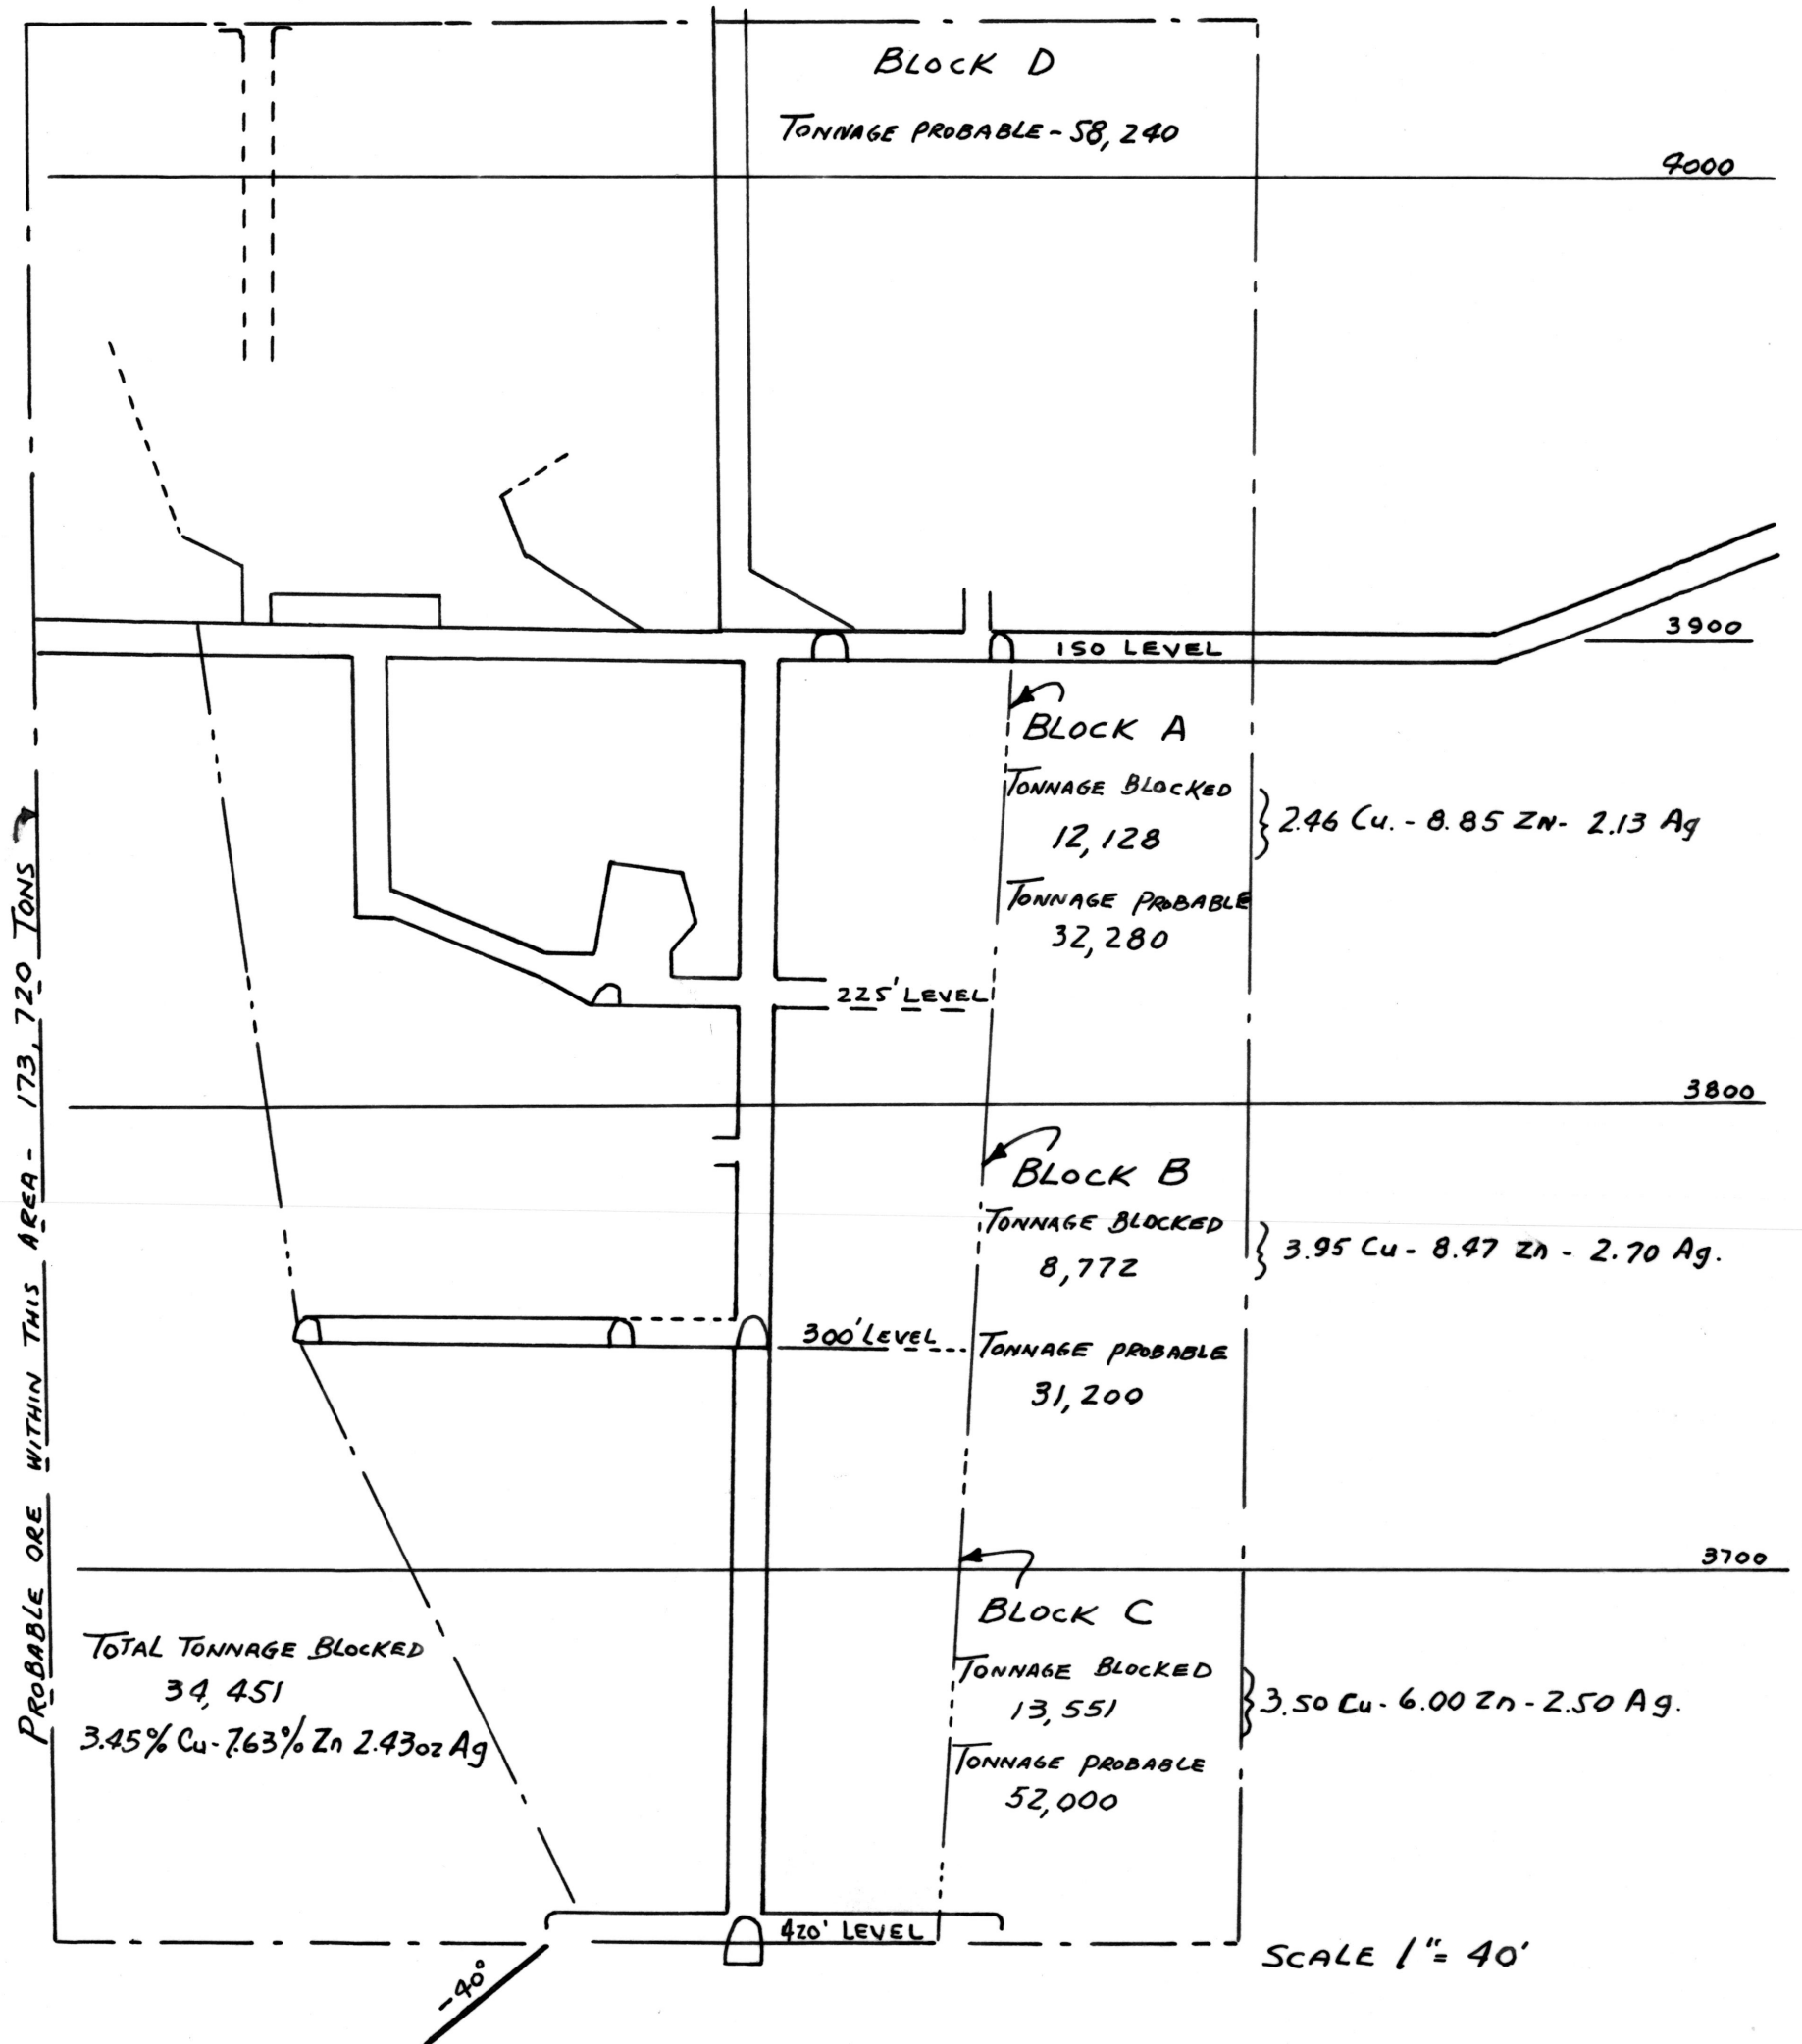 BLOCK D
TONNAGE PROBABLE - 58,240
4000
3900
150 LEVEL
BLOCK A
TONNAGE BLOCKED
12,128
} 2.46 Cu. - 8.85 ZN - 2.13 Ag
TONNAGE PROBABLE
32,280
225' LEVEL
3800
BLOCK B
TONNAGE BLOCKED
8,772
} 3.95 Cu - 8.47 Zn - 2.70 Ag.
300' LEVEL
TONNAGE PROBABLE
31,200
3700
BLOCK C
TONNAGE BLOCKED
13,551
} 3.50 Cu - 6.00 Zn - 2.50 Ag.
TONNAGE PROBABLE
52,000
TOTAL TONNAGE BLOCKED
34,451
3.45% Cu - 7.63% Zn 2.43oz Ag
PROBABLE ORE WITHIN THIS AREA - 173,720 TONS
420' LEVEL
-40°
SCALE 1" = 40'